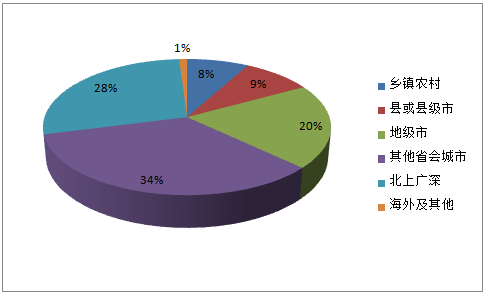 1%
8%
9%
20%
34%
28%
乡镇农村
县或县级市
地级市
其他省会城市
北上广深
海外及其他